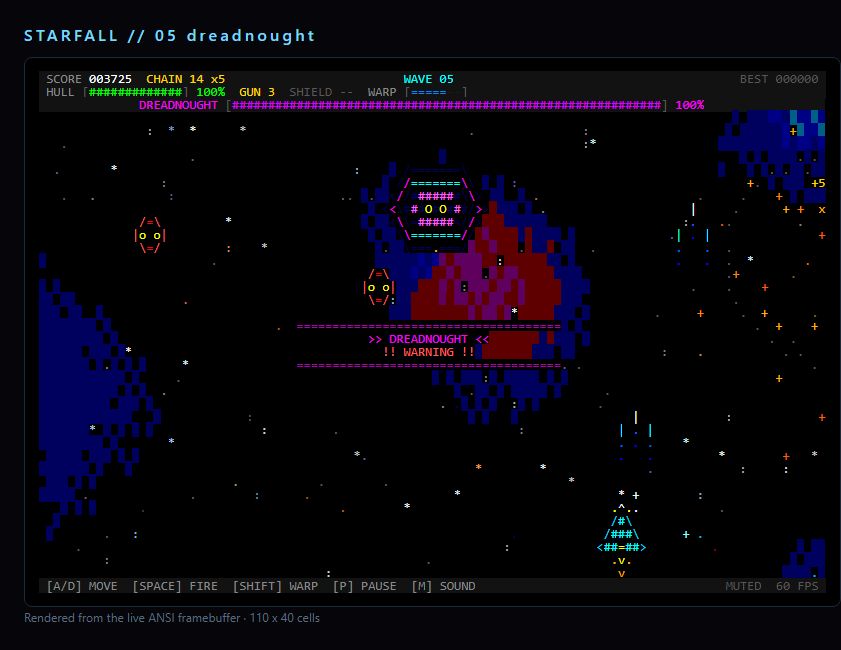 STARFALL // 05 dreadnought
SCORE 003725  CHAIN 14 x5  WAVE 05  BEST 000000
HULL [#############] 100%  GUN 3  SHIELD --  WARP [=====  ]
DREADNOUGHT [############################################################] 100%
+5
x
>> DREADNOUGHT <<
!! WARNING !!
[A/D] MOVE  [SPACE] FIRE  [SHIFT] WARP  [P] PAUSE  [M] SOUND  MUTED  60 FPS
Rendered from the live ANSI framebuffer · 110 x 40 cells